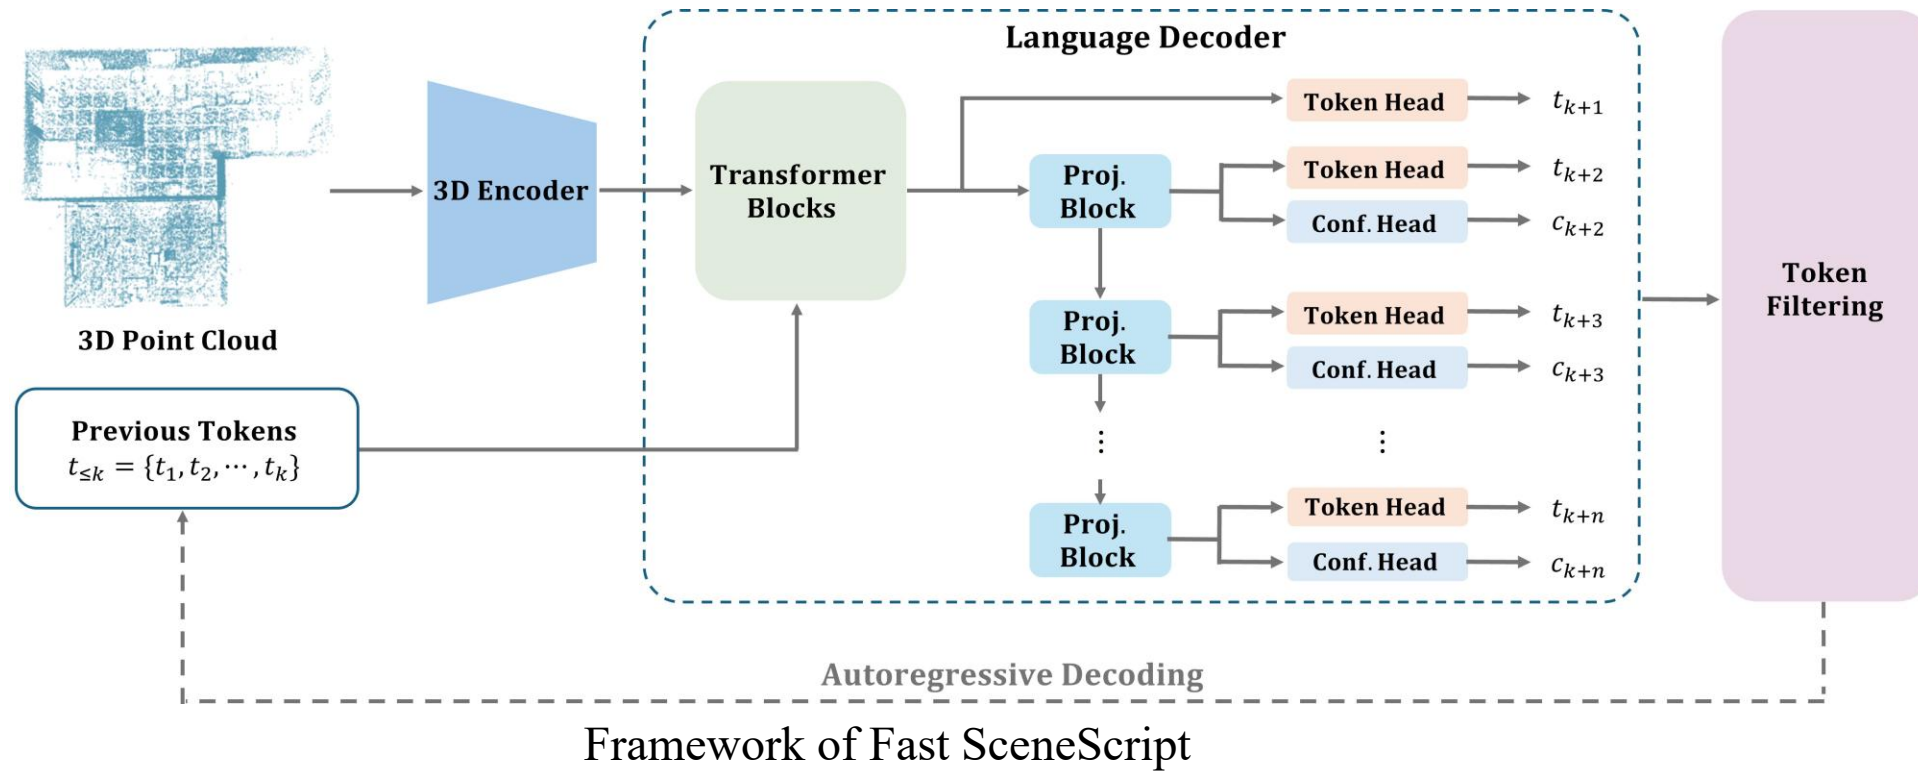 Language Decoder
3D Point Cloud
3D Encoder
Transformer
Blocks
Token Head
t_{k+1}
Proj.
Block
Token Head
t_{k+2}
Conf. Head
c_{k+2}
Proj.
Block
Token Head
t_{k+3}
Conf. Head
c_{k+3}
⋮
⋮
Proj.
Block
Token Head
t_{k+n}
Conf. Head
c_{k+n}
Token
Filtering
Previous Tokens
t_{≤k} = {t_1, t_2, ⋯, t_k}
Autoregressive Decoding
Framework of Fast SceneScript